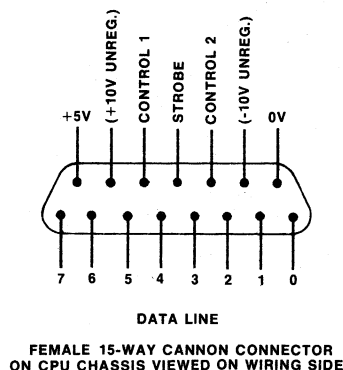 +5V
(+10V UNREG.)
CONTROL 1
STROBE
CONTROL 2
(-10V UNREG.)
0V
7 6 5 4 3 2 1 0
DATA LINE
FEMALE 15-WAY CANNON CONNECTOR
ON CPU CHASSIS VIEWED ON WIRING SIDE